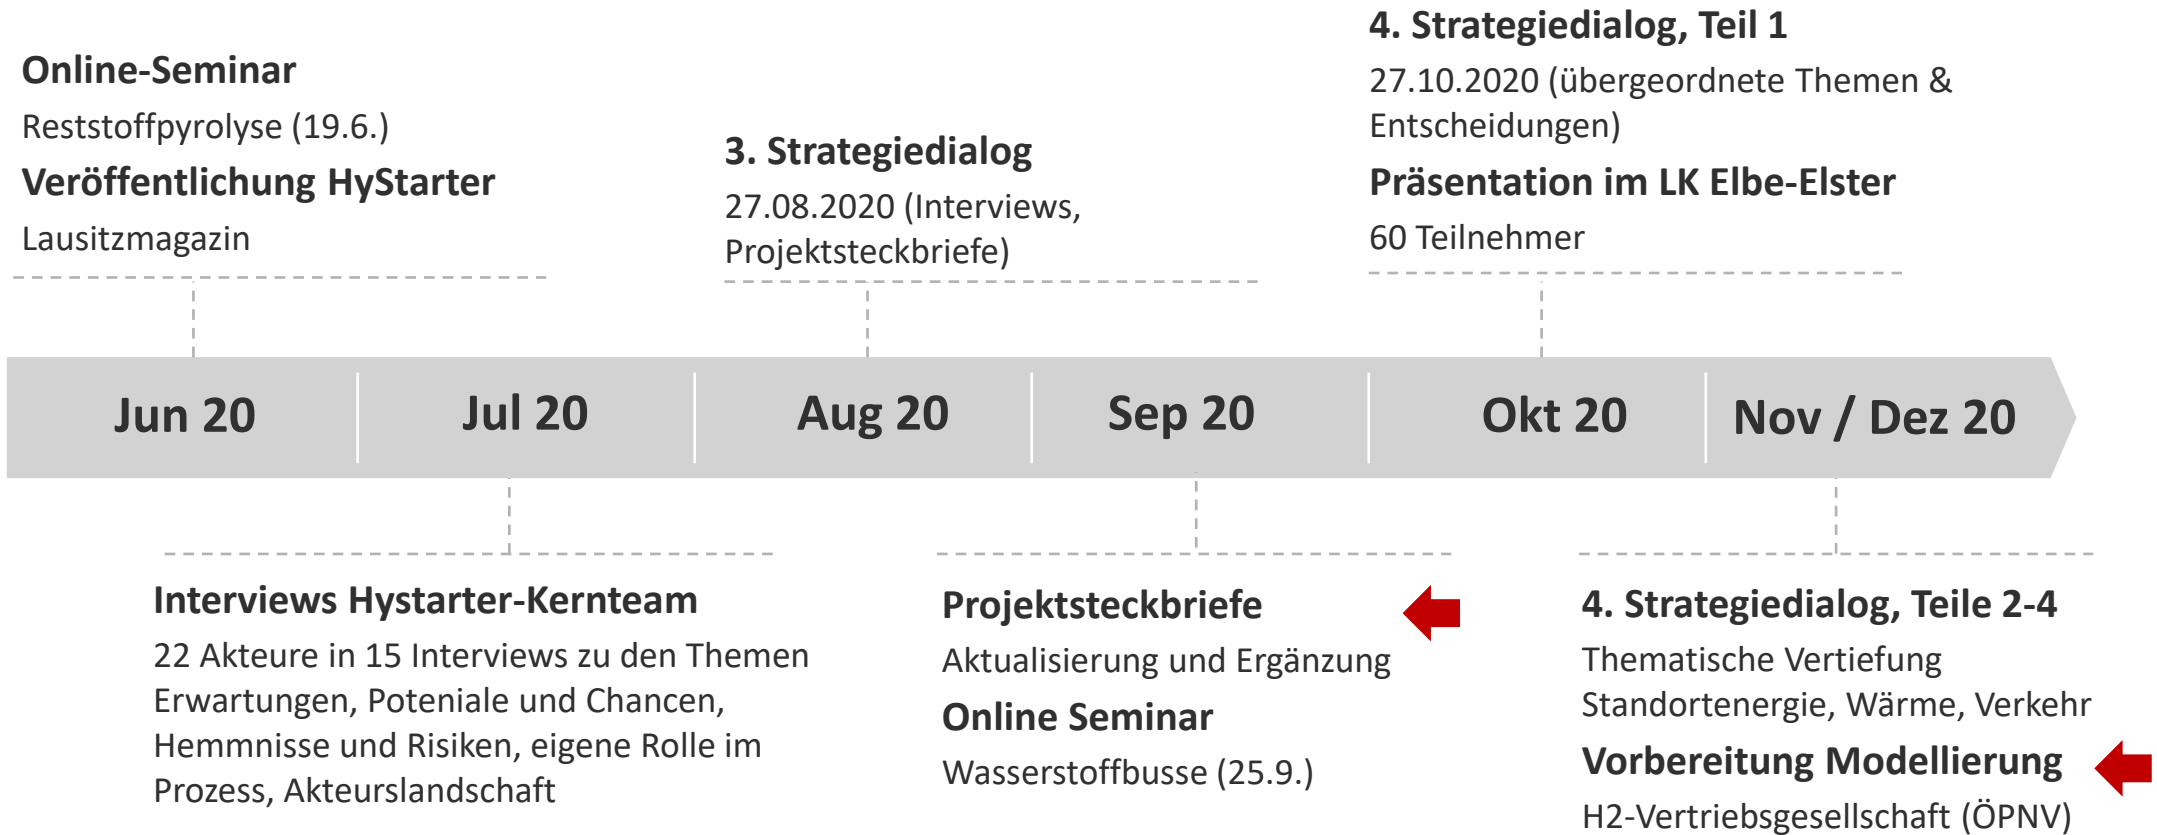 Online-Seminar
Reststoffpyrolyse (19.6.)
Veröffentlichung HyStarter
Lausitzmagazin
3. Strategiedialog
27.08.2020 (Interviews,
Projektsteckbriefe)
4. Strategiedialog, Teil 1
27.10.2020 (übergeordnete Themen &
Entscheidungen)
Präsentation im LK Elbe-Elster
60 Teilnehmer
Jun 20
Jul 20
Aug 20
Sep 20
Okt 20
Nov / Dez 20
Interviews Hystarter-Kernteam
22 Akteure in 15 Interviews zu den Themen
Erwartungen, Poteniale und Chancen,
Hemmnisse und Risiken, eigene Rolle im
Prozess, Akteurslandschaft
Projektsteckbriefe
Aktualisierung und Ergänzung
Online Seminar
Wasserstoffbusse (25.9.)
4. Strategiedialog, Teile 2-4
Thematische Vertiefung
Standortenergie, Wärme, Verkehr
Vorbereitung Modellierung
H2-Vertriebsgesellschaft (ÖPNV)